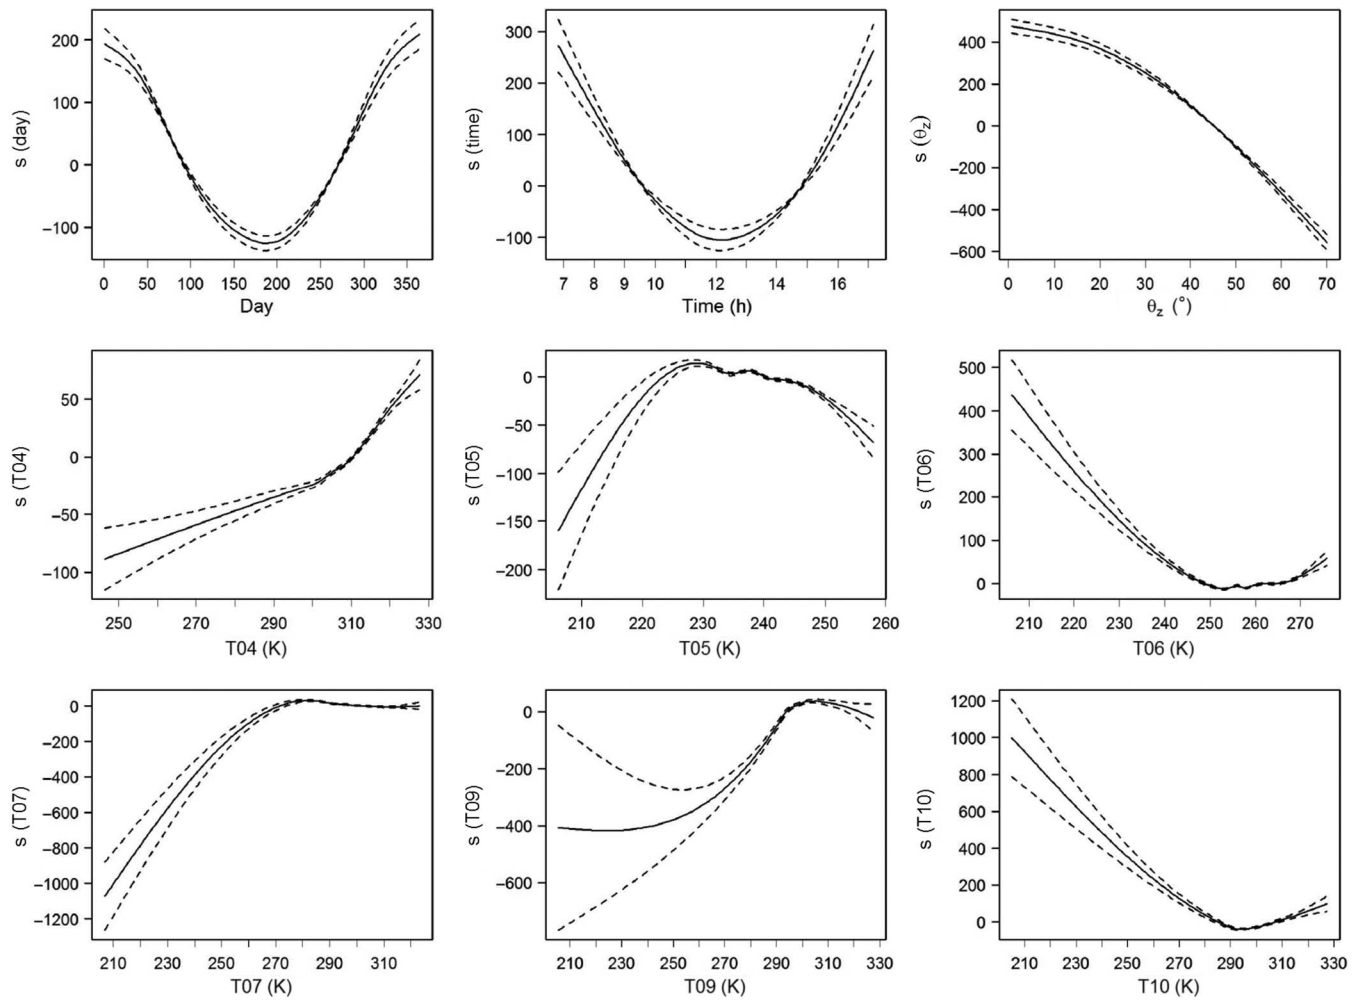 s (day)
200
100
0
−100
0 50 100 150 200 250 300 350
Day
s (time)
300
200
100
0
−100
7 8 9 10 12 14 16
Time (h)
s (θz)
400
200
0
−200
−400
−600
0 10 20 30 40 50 60 70
θz (°)
s (T04)
50
0
−50
−100
250 270 290 310 330
T04 (K)
s (T05)
0
−50
−100
−150
−200
210 220 230 240 250 260
T05 (K)
s (T06)
500
400
300
200
100
0
210 220 230 240 250 270
T06 (K)
s (T07)
0
−200
−400
−600
−800
−1000
−1200
210 230 250 270 290 310
T07 (K)
s (T09)
0
−200
−400
−600
210 230 250 270 290 310 330
T09 (K)
s (T10)
1200
1000
800
600
400
200
0
210 230 250 270 290 310 330
T10 (K)